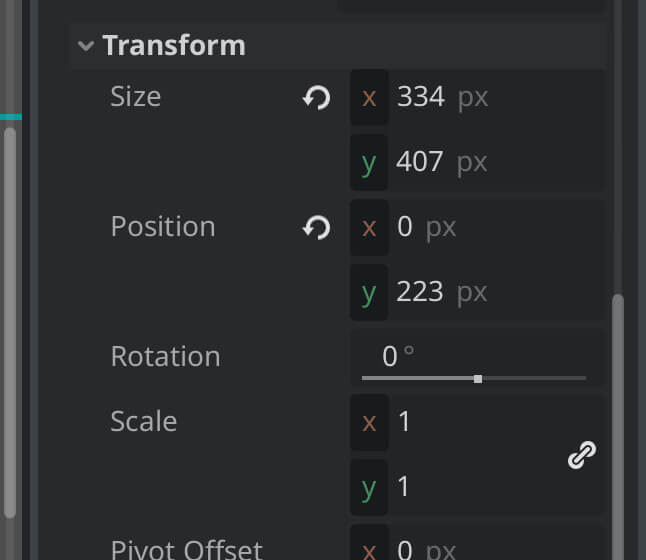 Transform
Size x 334 px
y 407 px
Position x 0 px
y 223 px
Rotation 0 °
Scale x 1
y 1
Pivot Offset x 0 px